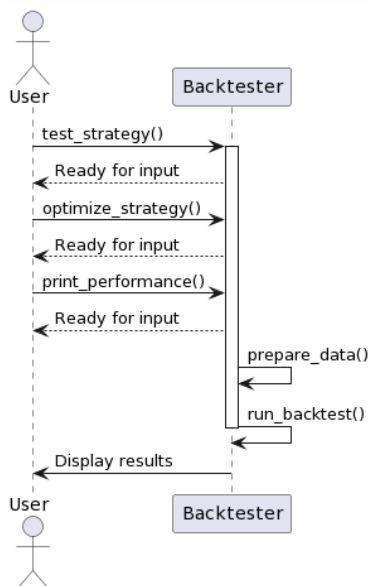 User
Backtester
test_strategy()
Ready for input
optimize_strategy()
Ready for input
print_performance()
Ready for input
prepare_data()
run_backtest()
Display results
User
Backtester